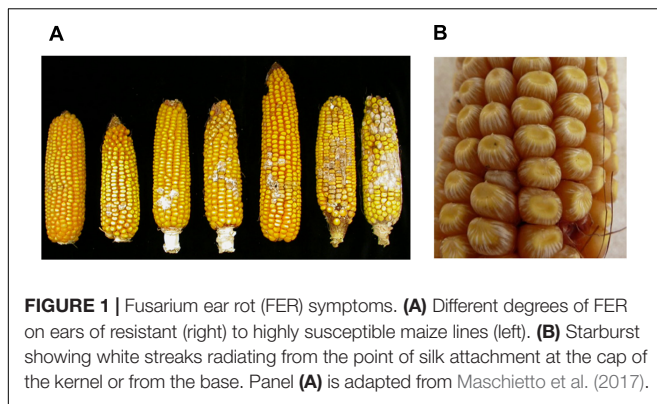 A
B
FIGURE 1 | Fusarium ear rot (FER) symptoms. (A) Different degrees of FER
on ears of resistant (right) to highly susceptible maize lines (left). (B) Starburst
showing white streaks radiating from the point of silk attachment at the cap of
the kernel or from the base. Panel (A) is adapted from Maschietto et al. (2017).